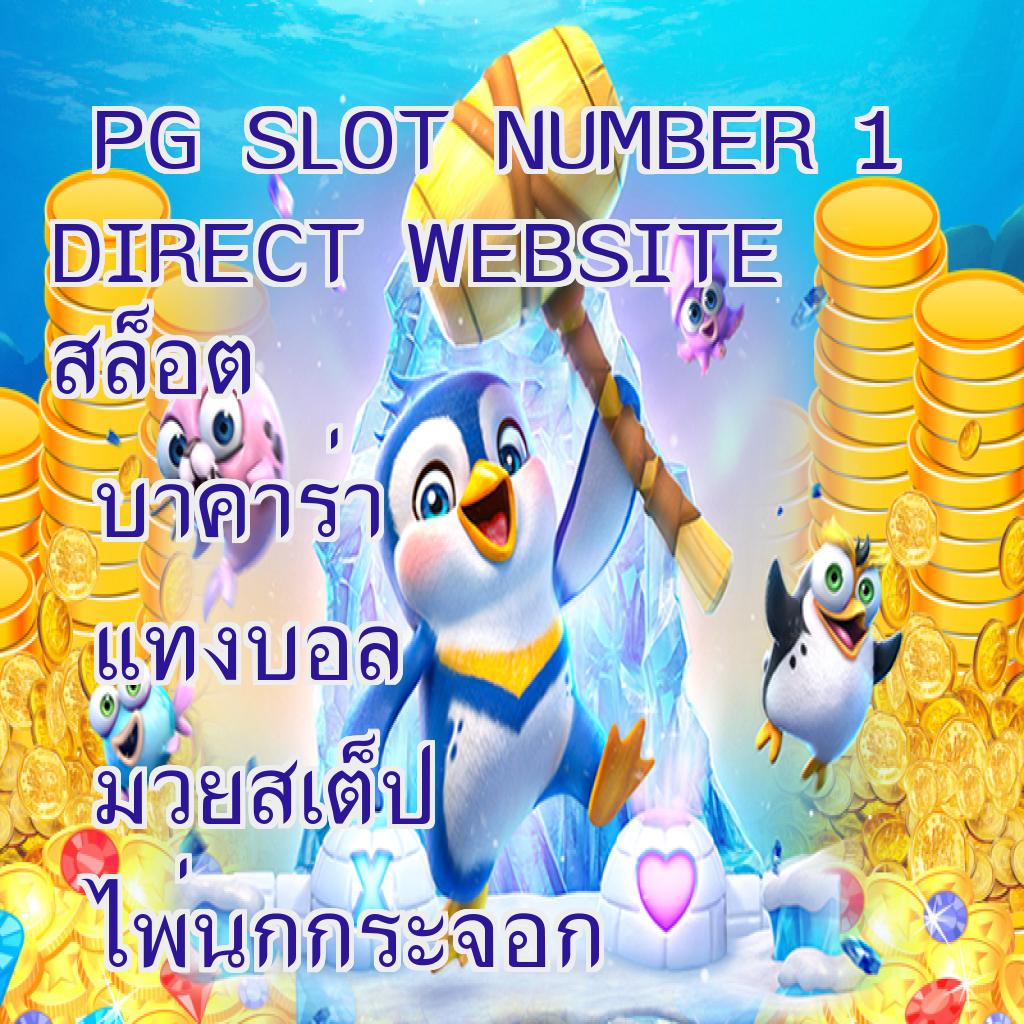 PG SLOT NUMBER 1
DIRECT WEBSITE
สล็อต
บาคาร่า
แทงบอล
มวยสเต็ป
ไพ่นกกระจอก
X